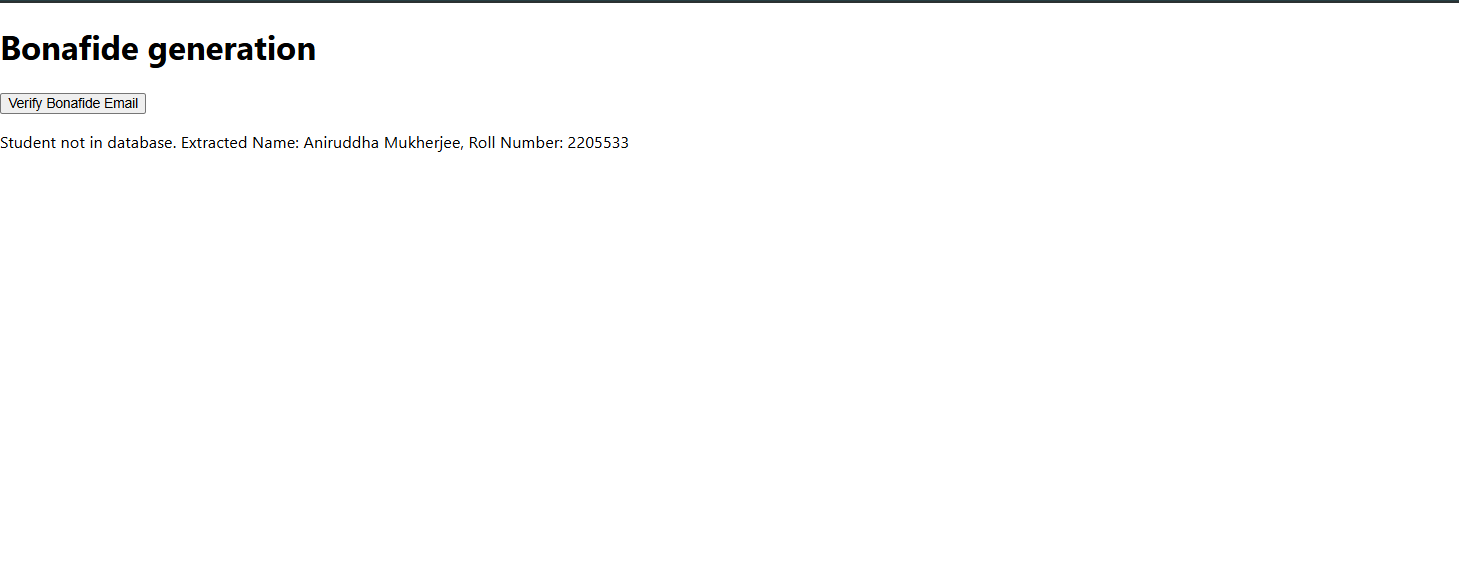 Bonafide generation
Verify Bonafide Email
Student not in database. Extracted Name: Aniruddha Mukherjee, Roll Number: 2205533